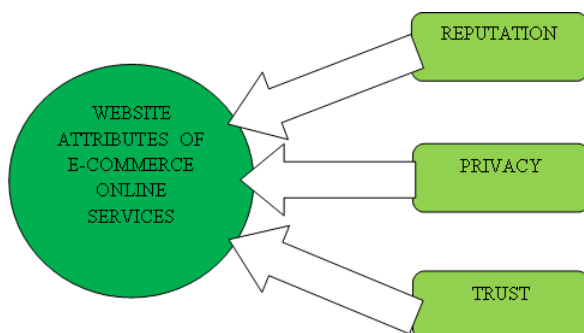 WEBSITE
ATTRIBUTES OF
E-COMMERCE
ONLINE
SERVICES
REPUTATION
PRIVACY
TRUST